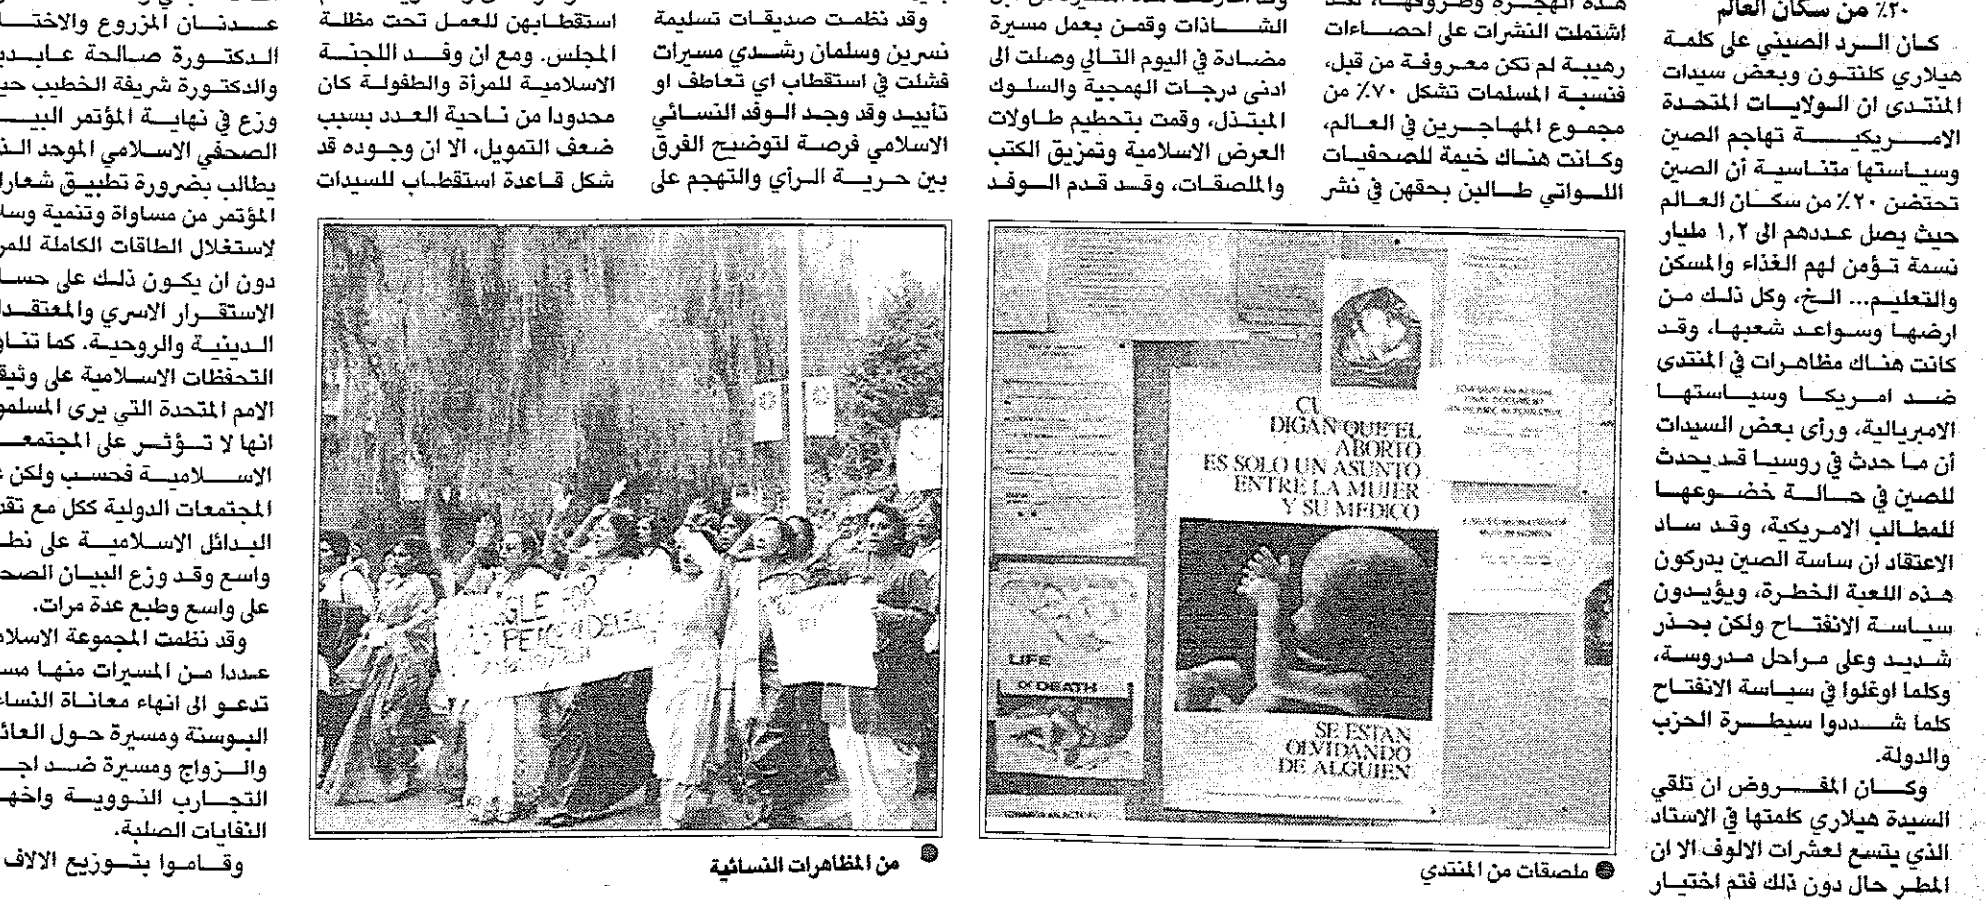 ٢٠٪ من سكان العالم
كان الرد الصيني على كلمة
هيلاري كلنتون وبعض سيدات
المنتدى ان الولايات المتحدة
الامريكية تهاجم الصين
وسياستها متناسية أن الصين
تحتضن ٢٠٪ من سكان العالم
حيث يصل عددهم الى ١,٢ مليار
نسمة تؤمن لهم الغذاء والمسكن
والتعليم... الخ، وكل ذلك من
ارضها وسواعد شعبها، وقد
كانت هناك مظاهرات في المنتدى
ضد امريكا وسياستها
الامبريالية، ورأى بعض السيدات
أن ما حدث في روسيا قد يحدث
للصين في حالة خضوعها
للمطالب الامريكية، وقد ساد
الاعتقاد ان ساسة الصين يدركون
هذه اللعبة الخطرة، ويؤيدون
سياسة الانفتاح ولكن بحذر
شديد وعلى مراحل مدروسة،
وكلما اوغلوا في سياسة الانفتاح
كلما شددوا سيطرة الحزب
والدولة.
وكان المفروض ان تلقي
السيدة هيلاري كلمتها في الاستاد
الذي يتسع لعشرات الالوف الا ان
المطر حال دون ذلك فتم اختيار
هذه الهجرة وظروفها، لقد
اشتملت النشرات على احصاءات
رهيبة لم تكن معروفة من قبل،
فنسبة المسلمات تشكل ٧٠٪ من
مجموع المهاجرين في العالم،
وكانت هناك خيمة للصحفيات
اللواتي طالبن بحقهن في نشر
الشاذات وقمن بعمل مسيرة
مضادة في اليوم التالي وصلت الى
ادنى درجات الهمجية والسلوك
المبتذل، وقمت بتحطيم طاولات
العرض الاسلامية وتمزيق الكتب
والملصقات، وقد قدم الوفد
وقد نظمت صديقات تسليمة
نسرين وسلمان رشدي مسيرات
فشلت في استقطاب اي تعاطف او
تأييد وقد وجد الوفد النسائي
الاسلامي فرصة لتوضيح الفرق
بين حرية الرأي والتهجم على
استقطابهن للعمل تحت مظلة
المجلس. ومع ان وفد اللجنة
الاسلامية للمرأة والطفولة كان
محدودا من ناحية العدد بسبب
ضعف التمويل، الا ان وجوده قد
شكل قاعدة استقطاب للسيدات
عدنان المزروع والاخت
الدكتورة صالحة
والدكتورة شريفة الخطيب
وزع في نهاية المؤتمر
الصحفي الاسلامي الموحد
يطالب بضرورة تطبيق
المؤتمر من مساواة وتنمية
لاستغلال الطاقات الكاملة
دون ان يكون ذلك على
الاستقرار الاسري
الدينية والروحية. كما
التحفظات الاسلامية على
الامم المتحدة التي يرى
انها لا تؤثر على
الاسلامية فحسب ولكن
المجتمعات الدولية ككل مع
البدائل الاسلامية على
واسع وقد وزع البيان
على واسع وطبع عدة مرات.
وقد نظمت المجموعة
عددا من المسيرات منها
تدعو الى انهاء معاناة
البوسنة ومسيرة حول
والزواج ومسيرة ضد
التجارب النووية
النفايات الصلبة.
وقاموا بتوزيع الالاف
DIGAN QUE EL
ABORTO
ES SOLO UN ASUNTO
ENTRE LA MUJER
Y SU MEDICO
SE ESTAN
OLVIDANDO
DE ALGUIEN
LIFE
OR DEATH
ملصقات من المنتدى
من المظاهرات النسائية